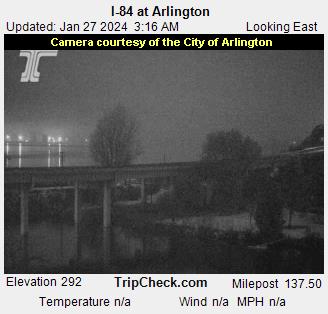 I-84 at Arlington
Updated: Jan 27 2024 3:16 AM Looking East
Camera courtesy of the City of Arlington
Elevation 292 TripCheck.com Milepost 137.50
Temperature n/a Wind n/a MPH n/a